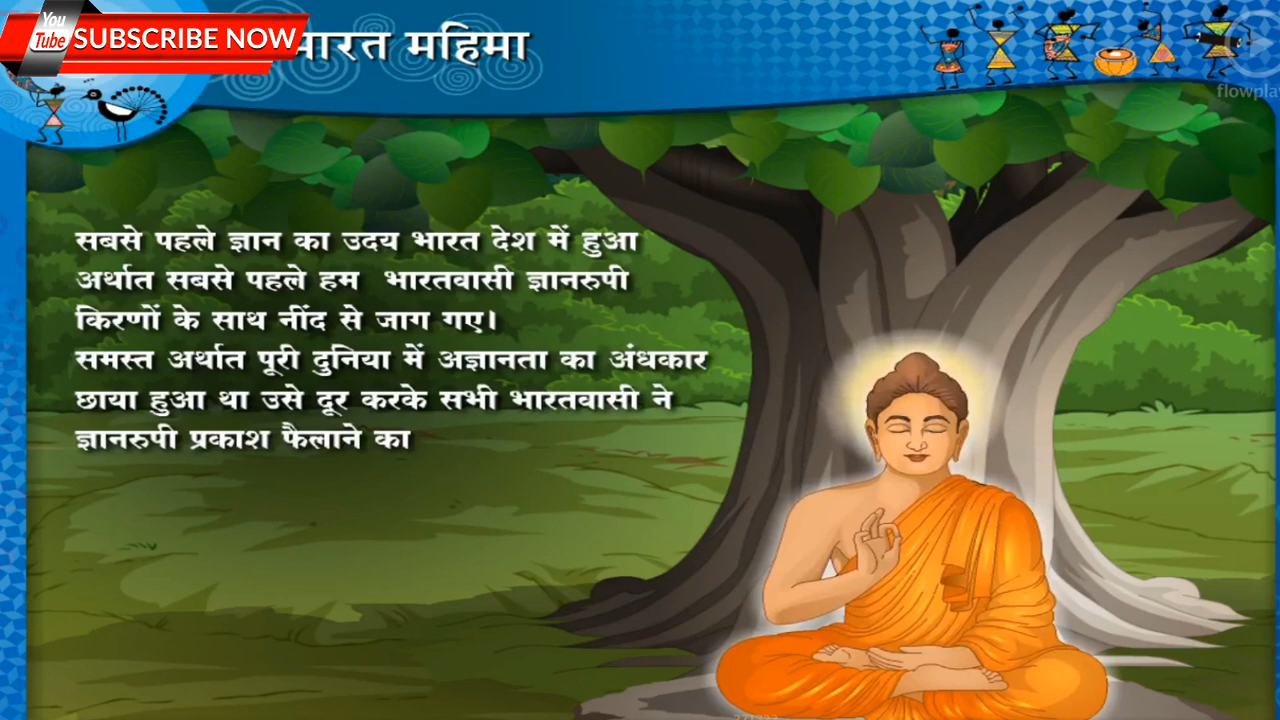 You
Tube SUBSCRIBE NOW
भारत महिमा
flowplay
सबसे पहले ज्ञान का उदय भारत देश में हुआ
अर्थात सबसे पहले हम भारतवासी ज्ञानरुपी
किरणों के साथ नींद से जाग गए।
समस्त अर्थात पूरी दुनिया में अज्ञानता का अंधकार
छाया हुआ था उसे दूर करके सभी भारतवासी ने
ज्ञानरुपी प्रकाश फैलाने का